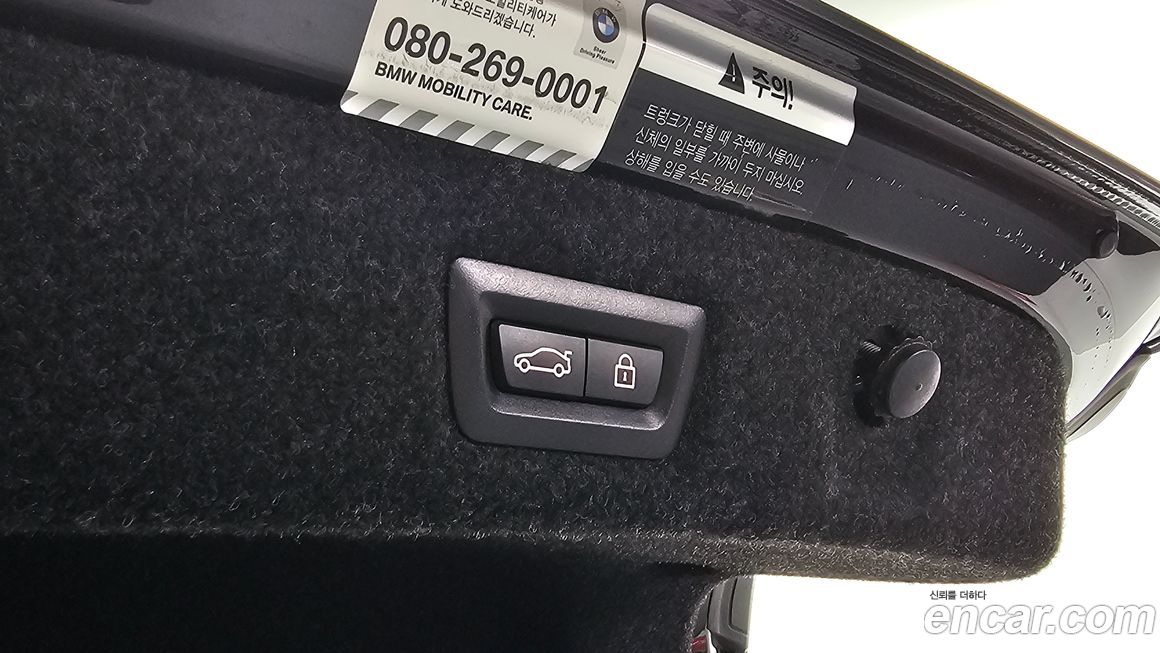 도와드리겠습니다.
080-269-0001
BMW MOBILITY CARE.
BMW
Sheer
Driving Pleasure
주의!
트렁크가 닫힐 때 주변에 사물이나
신체의 일부를 가까이 두지 마십시오.
상해를 입을 수도 있습니다.
신뢰를 더하다
encar.com